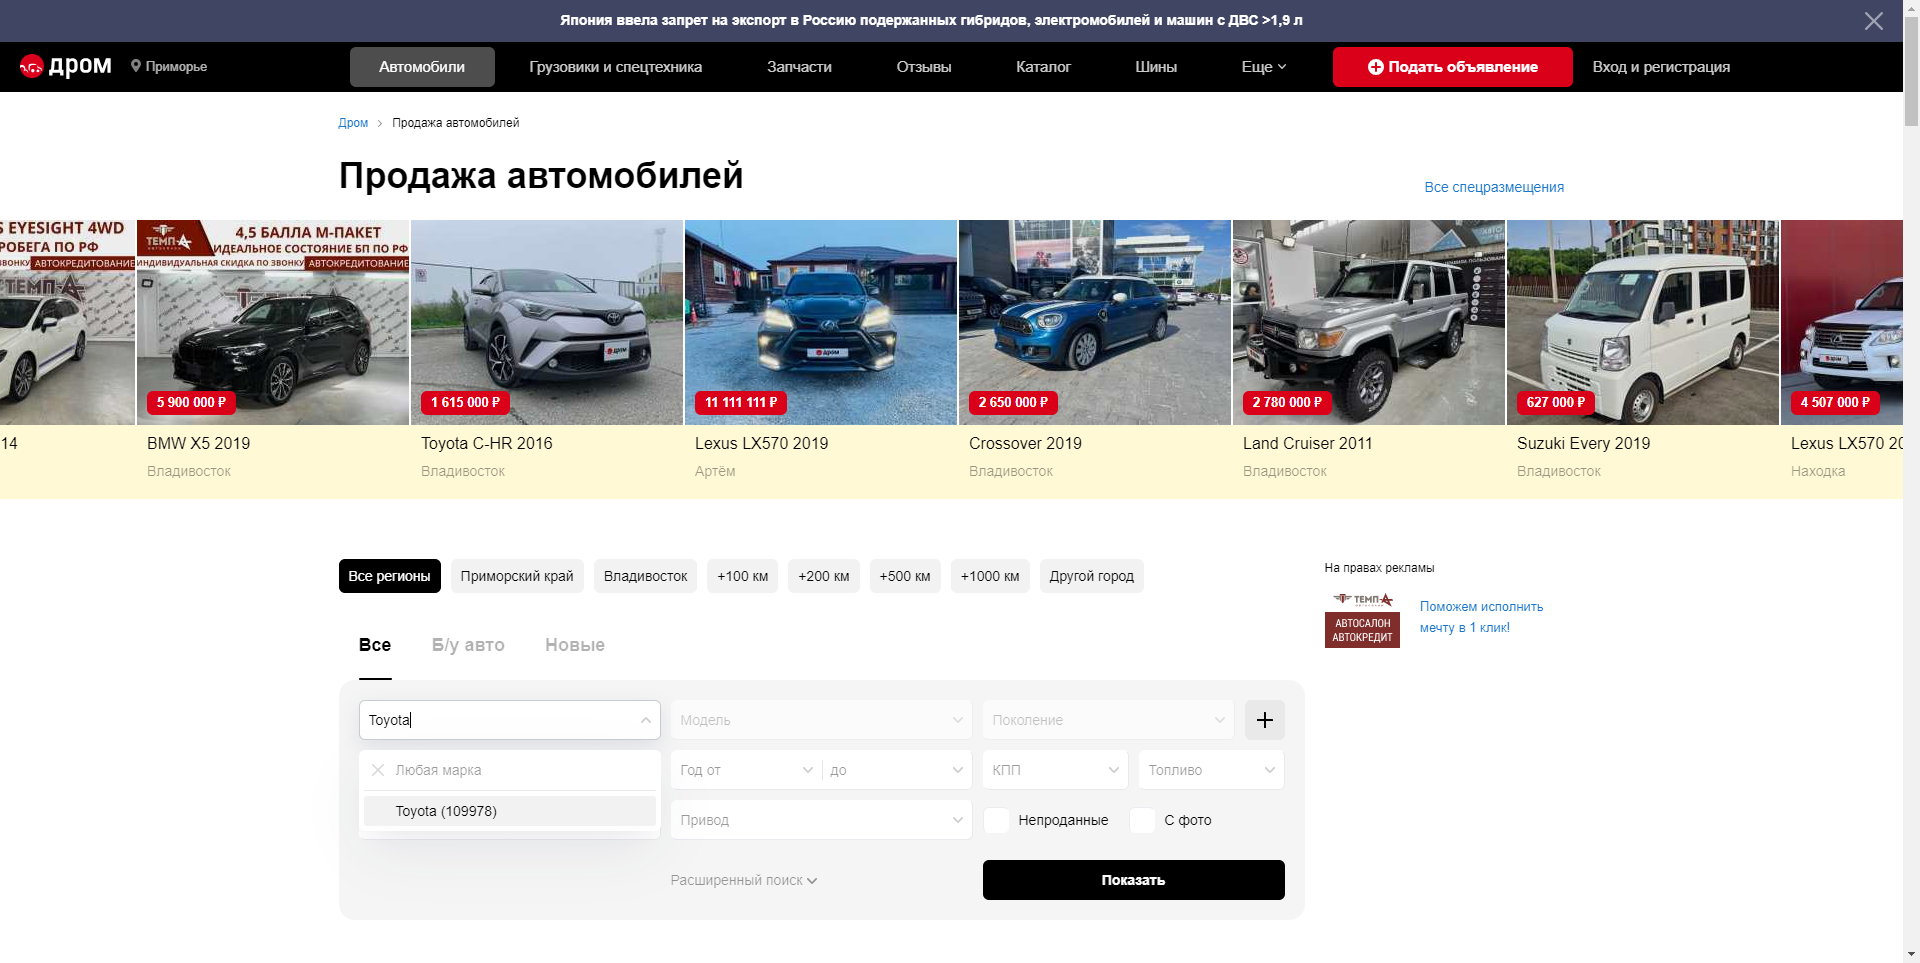 Япония ввела запрет на экспорт в Россию подержанных гибридов, электромобилей и машин с ДВС >1,9 л
дром
Приморье
Автомобили
Грузовики и спецтехника
Запчасти
Отзывы
Каталог
Шины
Еще
Подать объявление
Вход и регистрация
Дром > Продажа автомобилей
Продажа автомобилей
Все спецразмещения
S EYESIGHT 4WD
РОБЕГА ПО РФ
ЗВОНКУ АВТОКРЕДИТОВАНИЕ
ТЕМП-А
14
ТЕМП-А
4,5 БАЛЛА М-ПАКЕТ
ИДЕАЛЬНОЕ СОСТОЯНИЕ БП ПО РФ
ИНДИВИДУАЛЬНАЯ СКИДКА ПО ЗВОНКУ АВТОКРЕДИТОВАНИЕ
5 900 000 ₽
BMW X5 2019
Владивосток
дром
1 615 000 ₽
Toyota C-HR 2016
Владивосток
дром
11 111 111 ₽
Lexus LX570 2019
Артём
2 650 000 ₽
Crossover 2019
Владивосток
2 780 000 ₽
Land Cruiser 2011
Владивосток
627 000 ₽
Suzuki Every 2019
Владивосток
дром
4 507 000 ₽
Lexus LX570 20
Находка
Все регионы
Приморский край
Владивосток
+100 км
+200 км
+500 км
+1000 км
Другой город
На правах рекламы
ТЕМП-А
АВТОСАЛОН
АВТОКРЕДИТ
Поможем исполнить
мечту в 1 клик!
Все
Б/у авто
Новые
Toyota
Модель
Поколение
Любая марка
Год от
до
КПП
Топливо
Toyota (109978)
Привод
Непроданные
С фото
Расширенный поиск
Показать